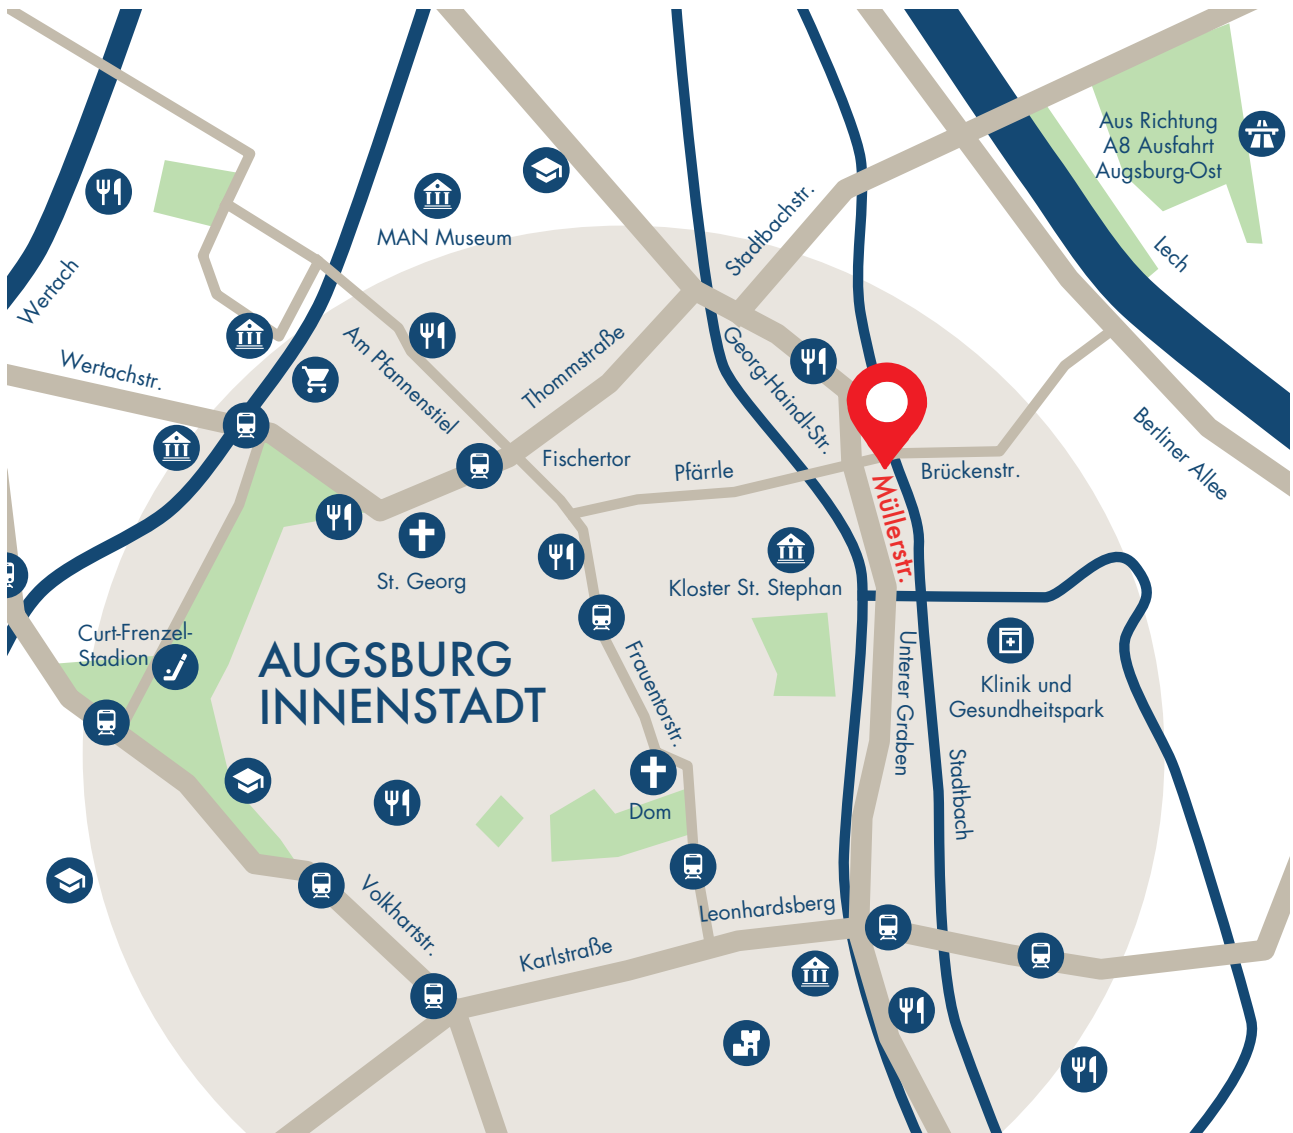 Aus Richtung
A8 Ausfahrt
Augsburg-Ost
Stadtbachstr.
MAN Museum
Lech
Wertach
Am Pfannenstiel
Thommstraße
Georg-Haindl-Str.
Wertachstr.
Berliner Allee
Fischertor
Pfärrle
Brückenstr.
Müllerstr.
St. Georg
Kloster St. Stephan
Curt-Frenzel-
Stadion
AUGSBURG
INNENSTADT
Frauentorstr.
Unterer Graben
Klinik und
Gesundheitspark
Stadtbach
Dom
Volkhartstr.
Leonhardsberg
Karlstraße